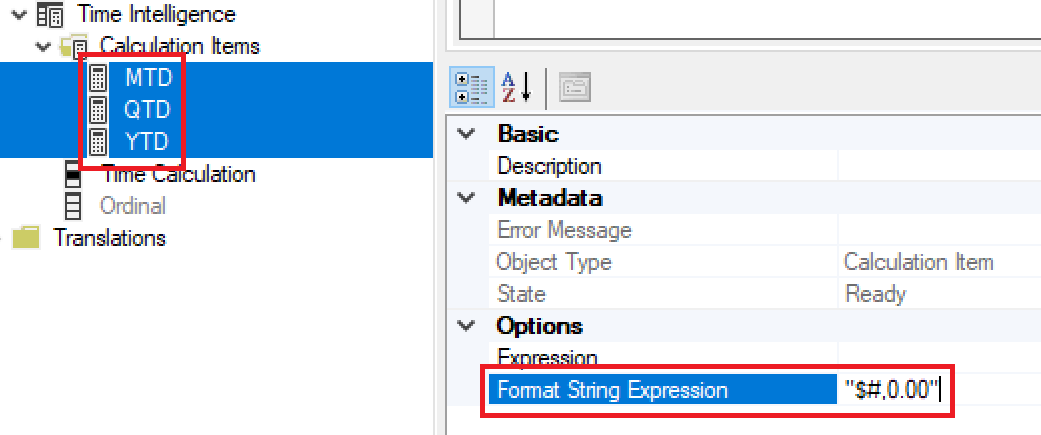 Time Intelligence
Calculation Items
MTD
QTD
YTD
Time Calculation
Ordinal
Translations
A
Z
Basic
Description
Metadata
Error Message
Object Type Calculation Item
State Ready
Options
Expression
Format String Expression "$#,0.00"